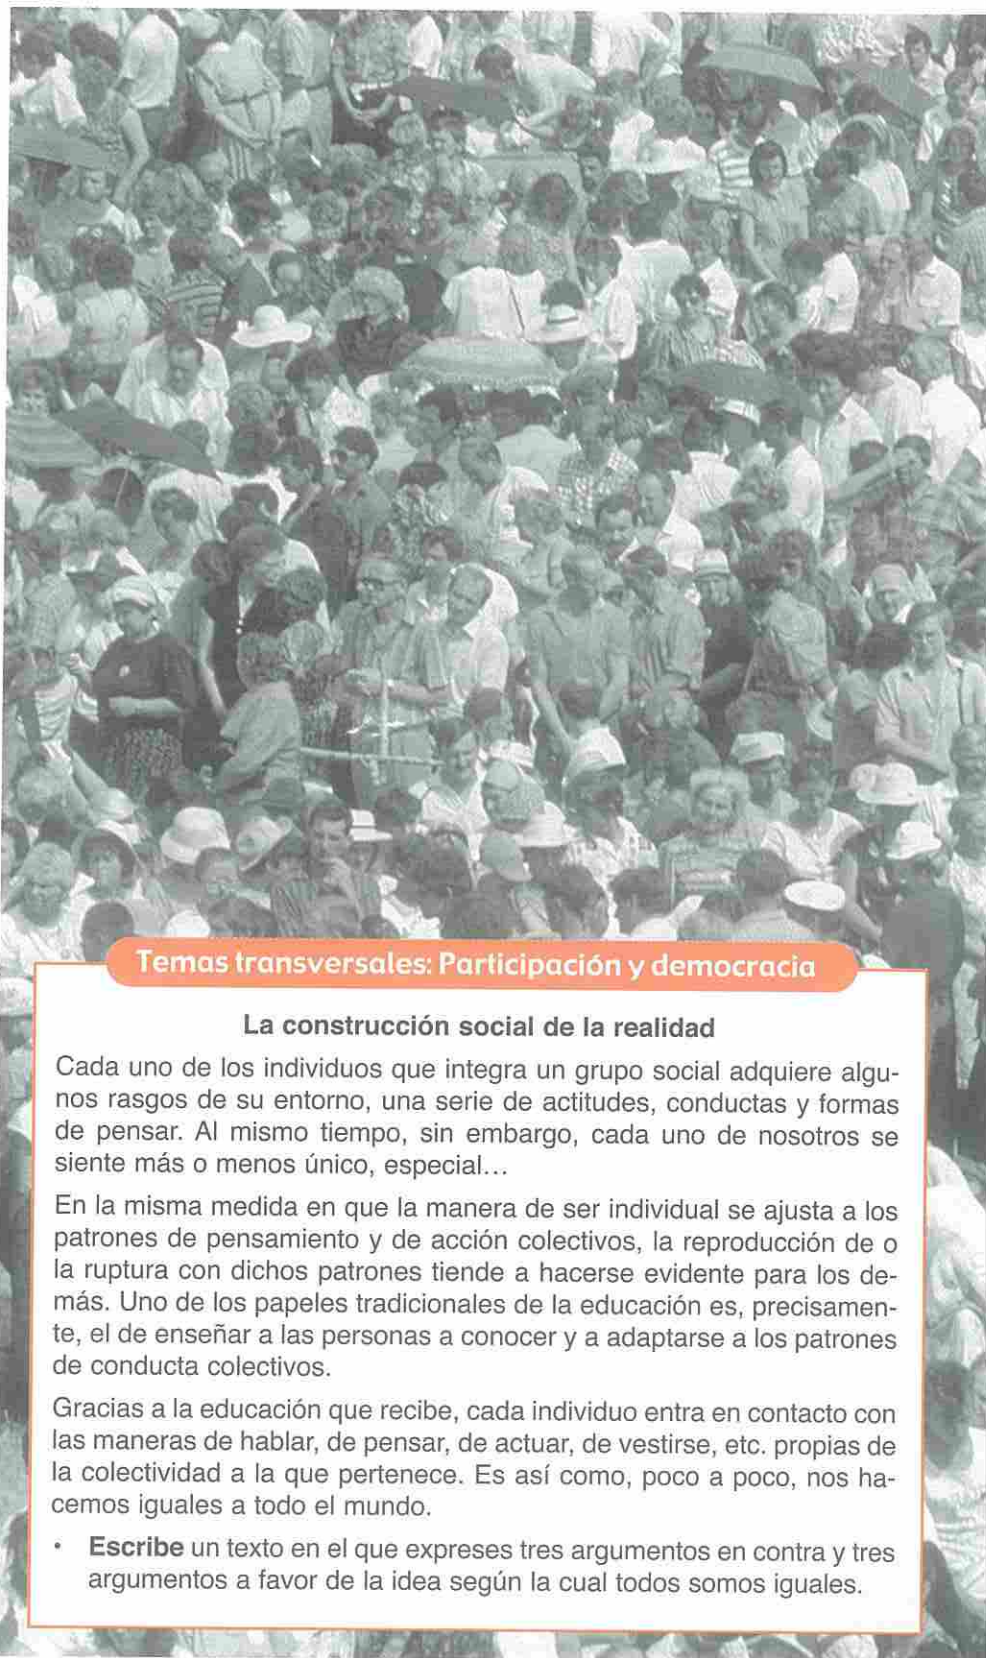 Temas transversales: Participación y democracia
La construcción social de la realidad
Cada uno de los individuos que integra un grupo social adquiere algu-
nos rasgos de su entorno, una serie de actitudes, conductas y formas
de pensar. Al mismo tiempo, sin embargo, cada uno de nosotros se
siente más o menos único, especial...
En la misma medida en que la manera de ser individual se ajusta a los
patrones de pensamiento y de acción colectivos, la reproducción de o
la ruptura con dichos patrones tiende a hacerse evidente para los de-
más. Uno de los papeles tradicionales de la educación es, precisamen-
te, el de enseñar a las personas a conocer y a adaptarse a los patrones
de conducta colectivos.
Gracias a la educación que recibe, cada individuo entra en contacto con
las maneras de hablar, de pensar, de actuar, de vestirse, etc. propias de
la colectividad a la que pertenece. Es así como, poco a poco, nos ha-
cemos iguales a todo el mundo.
• Escribe un texto en el que expreses tres argumentos en contra y tres
argumentos a favor de la idea según la cual todos somos iguales.